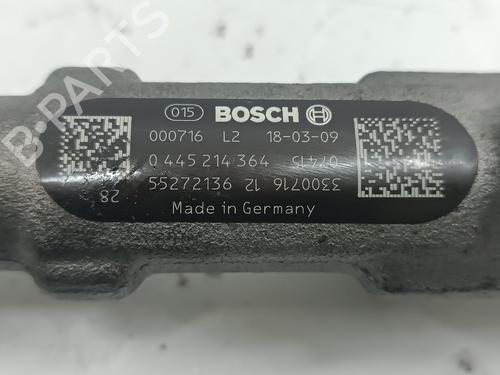 015 BOSCH
000716 L2 18-03-09
0 445 214 364
55272136 12 3300716
28
Made in Germany
B-PARTS